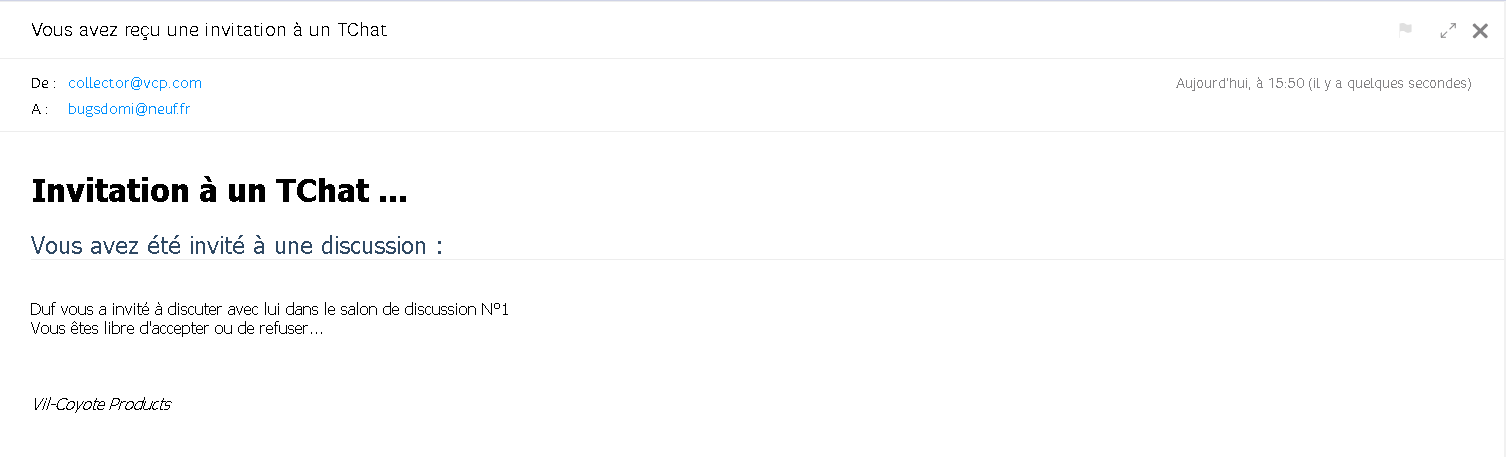 Vous avez reçu une invitation à un TChat
De : collector@vcp.com
Aujourd'hui, à 15:50 (il y a quelques secondes)
A : bugsdomi@neuf.fr
Invitation à un TChat ...
Vous avez été invité à une discussion :
Duf vous a invité à discuter avec lui dans le salon de discussion N°1
Vous êtes libre d'accepter ou de refuser...
Vil-Coyote Products